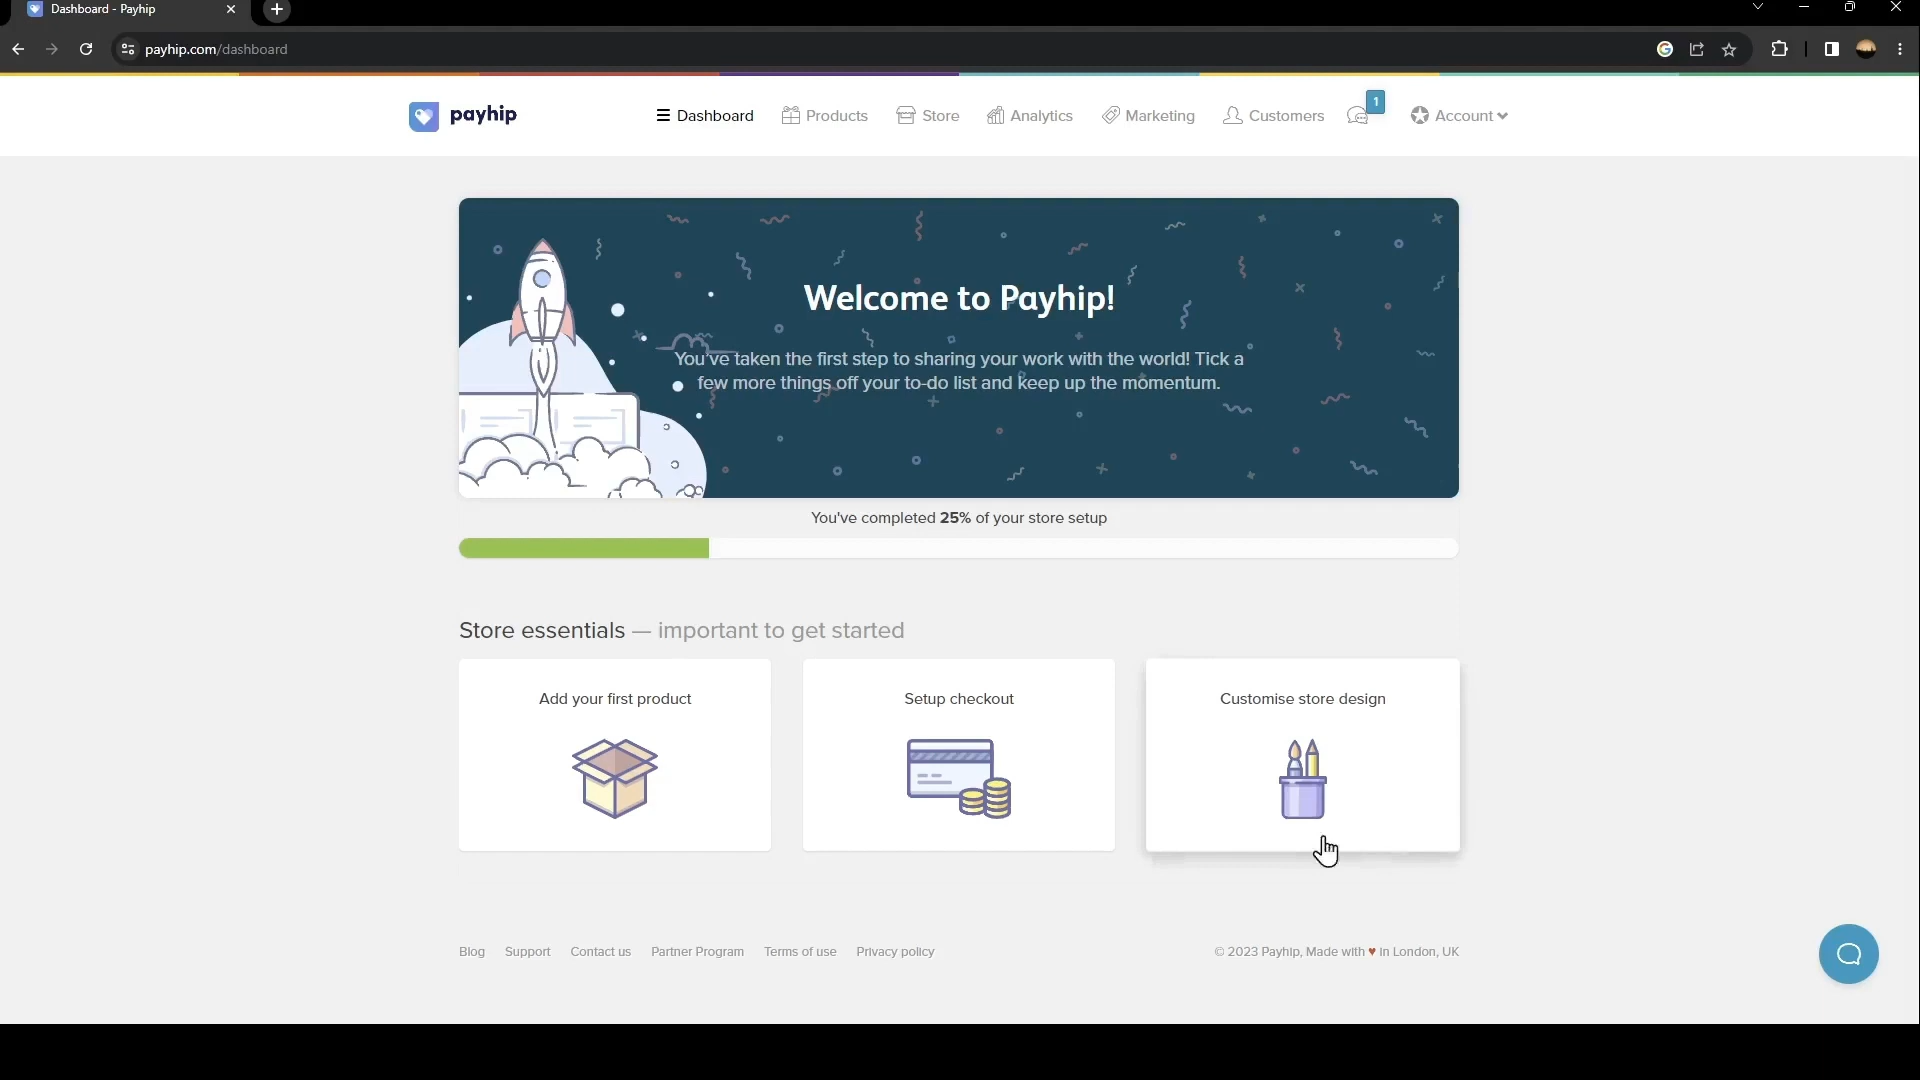 Dashboard - Payhip
payhip.com/dashboard
payhip
Dashboard
Products
Store
Analytics
Marketing
Customers
1
Account
Welcome to Payhip!
You've taken the first step to sharing your work with the world! Tick a
few more things off your to-do list and keep up the momentum.
You've completed 25% of your store setup
Store essentials — important to get started
Add your first product
Setup checkout
Customise store design
Blog
Support
Contact us
Partner Program
Terms of use
Privacy policy
© 2023 Payhip, Made with ♥ in London, UK